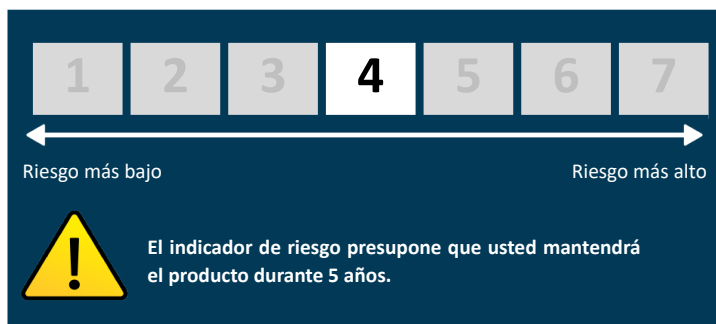 1 2 3 4 5 6 7
Riesgo más bajo Riesgo más alto
!
El indicador de riesgo presupone que usted mantendrá
el producto durante 5 años.